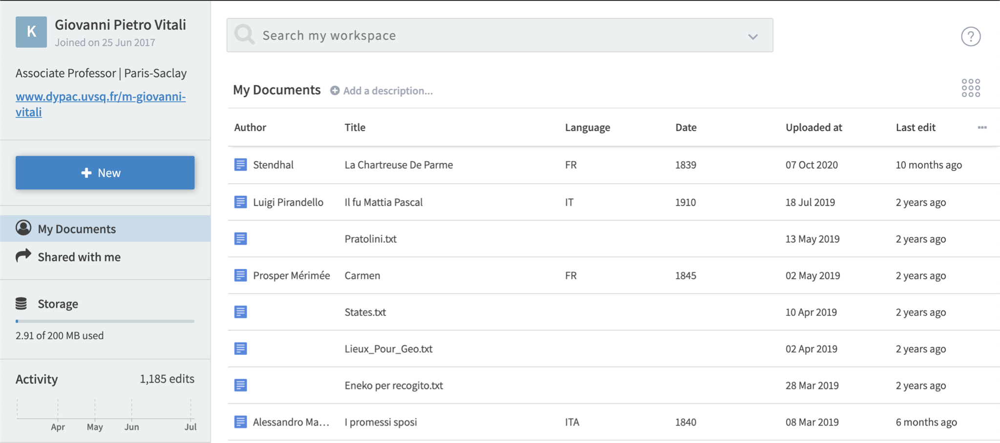 K
Giovanni Pietro Vitali
Joined on 25 Jun 2017
Associate Professor | Paris-Saclay
www.dypac.uvsq.fr/m-giovanni-
vitali
+ New
My Documents
Shared with me
Storage
2.91 of 200 MB used
Activity 1,185 edits
Apr May Jun Jul
Search my workspace
?
My Documents + Add a description...
Author Title Language Date Uploaded at Last edit ...
Stendhal La Chartreuse De Parme FR 1839 07 Oct 2020 10 months ago
Luigi Pirandello Il fu Mattia Pascal IT 1910 18 Jul 2019 2 years ago
Pratolini.txt 13 May 2019 2 years ago
Prosper Mérimée Carmen FR 1845 02 May 2019 2 years ago
States.txt 10 Apr 2019 2 years ago
Lieux_Pour_Geo.txt 02 Apr 2019 2 years ago
Eneko per recogito.txt 28 Mar 2019 2 years ago
Alessandro Ma... I promessi sposi ITA 1840 08 Mar 2019 6 months ago